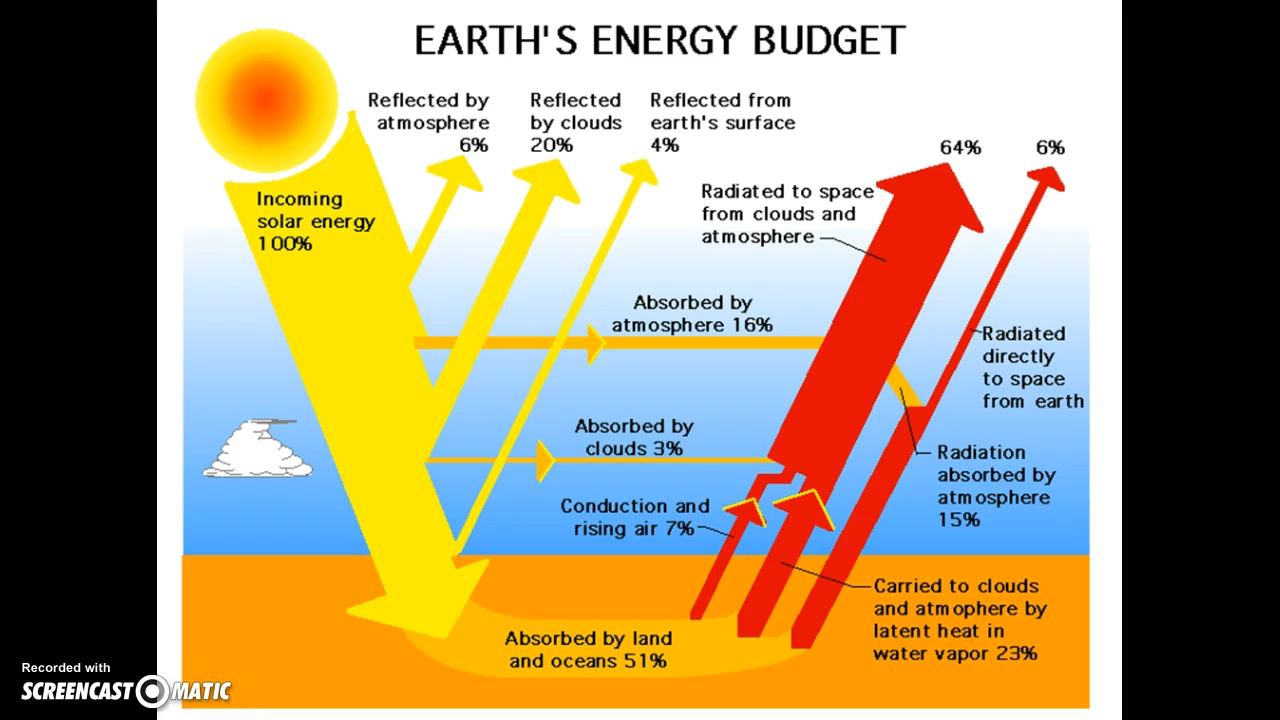 EARTH'S ENERGY BUDGET
Reflected by
atmosphere
6%
Reflected
by clouds
20%
Reflected from
earth's surface
4%
64%
6%
Incoming
solar energy
100%
Radiated to space
from clouds and
atmosphere
Absorbed by
atmosphere 16%
Radiated
directly
to space
from earth
Absorbed by
clouds 3%
Radiation
absorbed by
atmosphere
15%
Conduction and
rising air 7%
Carried to clouds
and atmophere by
latent heat in
water vapor 23%
Absorbed by land
and oceans 51%
Recorded with
SCREENCAST O MATIC